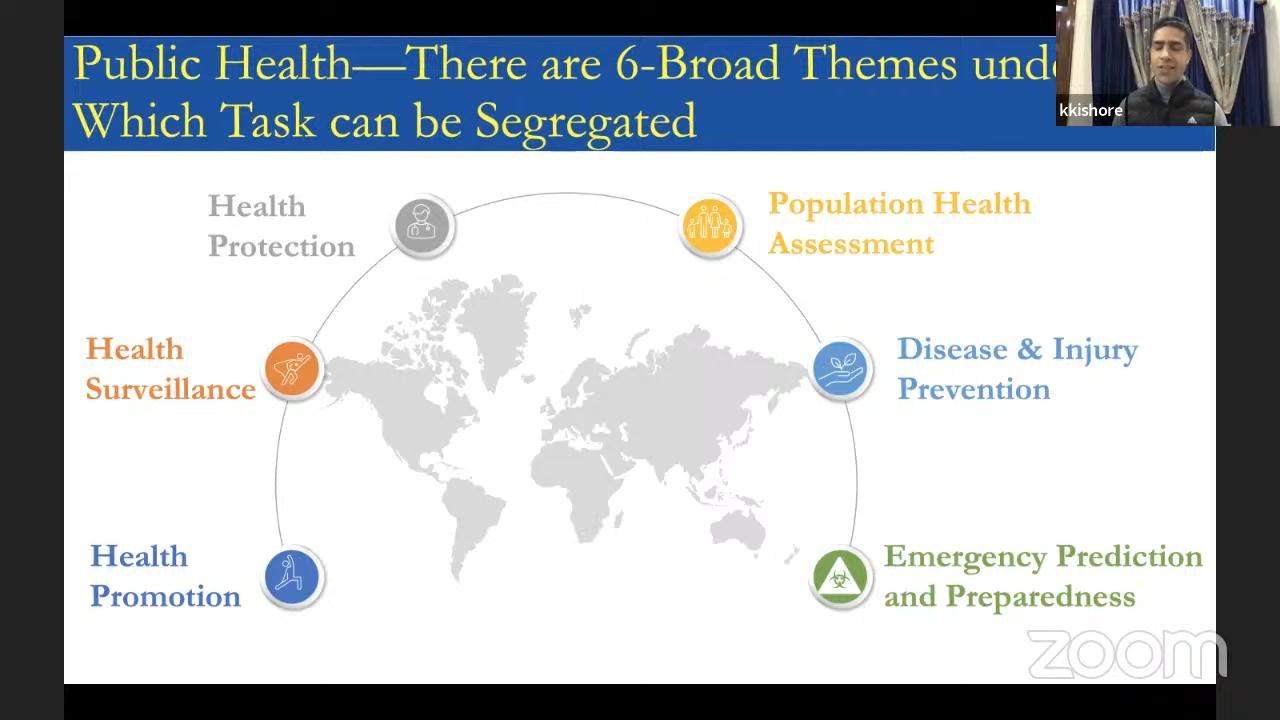 Public Health—There are 6-Broad Themes
Which Task can be Segregated
kkishore
Health
Protection
Population Health
Assessment
Health
Surveillance
Disease & Injury
Prevention
Health
Promotion
Emergency Prediction
and Preparedness
zoom